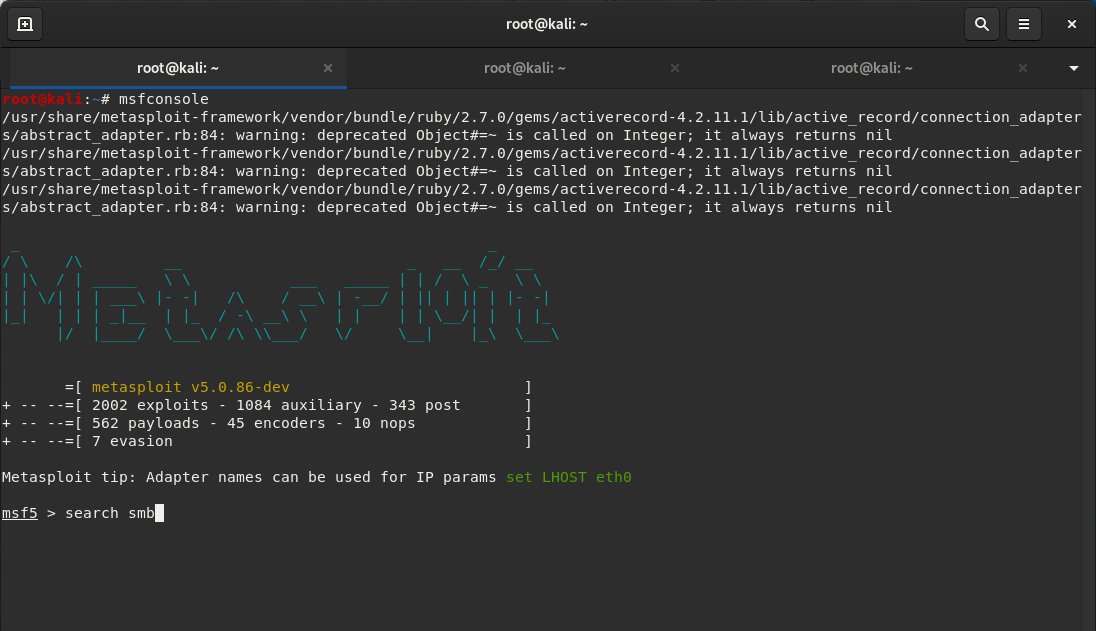 root@kali: ~
root@kali: ~
root@kali: ~
root@kali: ~
root@kali:~# msfconsole
/usr/share/metasploit-framework/vendor/bundle/ruby/2.7.0/gems/activerecord-4.2.11.1/lib/active_record/connection_adapter
s/abstract_adapter.rb:84: warning: deprecated Object#=~ is called on Integer; it always returns nil
/usr/share/metasploit-framework/vendor/bundle/ruby/2.7.0/gems/activerecord-4.2.11.1/lib/active_record/connection_adapter
s/abstract_adapter.rb:84: warning: deprecated Object#=~ is called on Integer; it always returns nil
/usr/share/metasploit-framework/vendor/bundle/ruby/2.7.0/gems/activerecord-4.2.11.1/lib/active_record/connection_adapter
s/abstract_adapter.rb:84: warning: deprecated Object#=~ is called on Integer; it always returns nil
Metasploit
=[ metasploit v5.0.86-dev ]
+ -- --=[ 2002 exploits - 1084 auxiliary - 343 post ]
+ -- --=[ 562 payloads - 45 encoders - 10 nops ]
+ -- --=[ 7 evasion ]
Metasploit tip: Adapter names can be used for IP params set LHOST eth0
msf5 > search smb